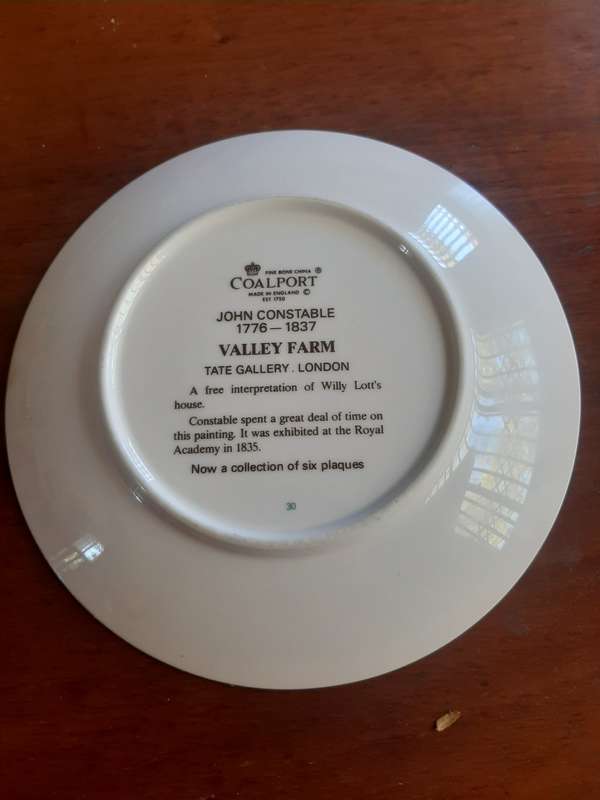 FINE BONE CHINA ®
COALPORT
MADE IN ENGLAND ©
EST 1750
JOHN CONSTABLE
1776 — 1837
VALLEY FARM
TATE GALLERY. LONDON
A free interpretation of Willy Lott's
house.
Constable spent a great deal of time on
this painting. It was exhibited at the Royal
Academy in 1835.
Now a collection of six plaques
30